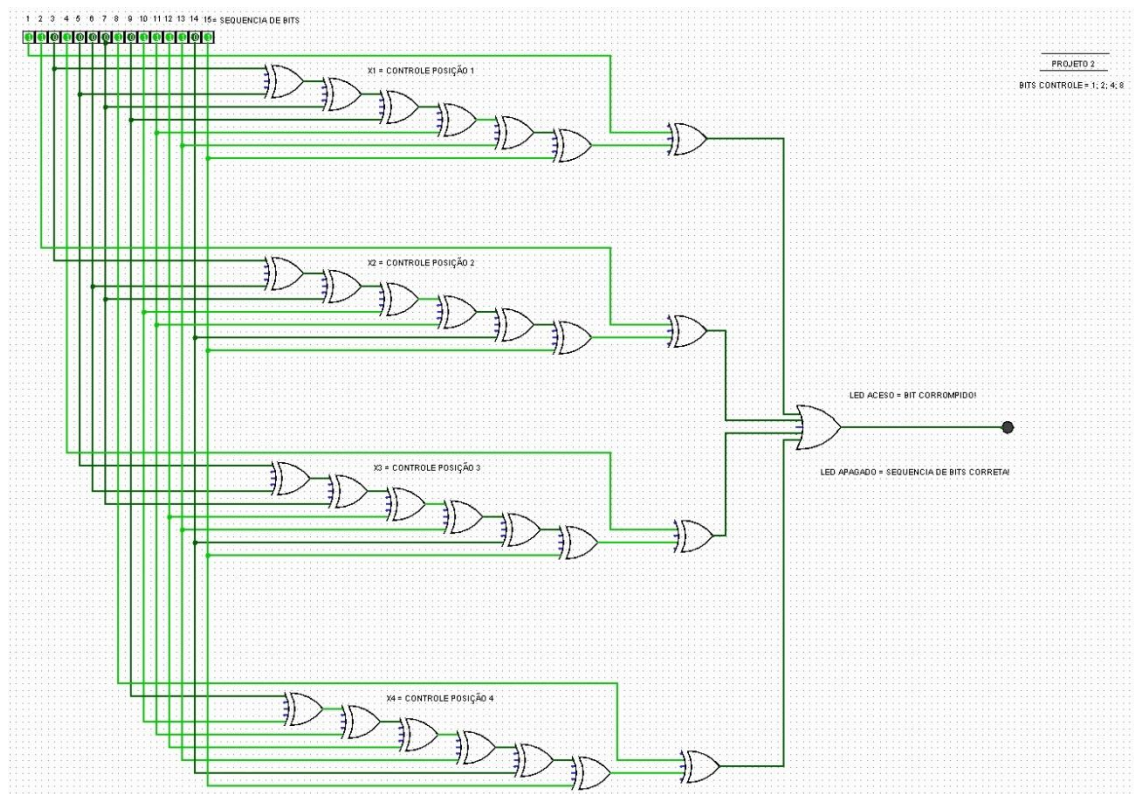 1 2 3 4 5 6 7 8 9 10 11 12 13 14 15= SEQUENCIA DE BITS
PROJETO 2
X1 = CONTROLE POSIÇÃO 1
BITS CONTROLE = 1; 2; 4; 8
X2 = CONTROLE POSIÇÃO 2
LED ACESO = BIT CORROMPIDO!
X3 = CONTROLE POSIÇÃO 3
LED APAGADO = SEQUENCIA DE BITS CORRETA!
X4 = CONTROLE POSIÇÃO 4